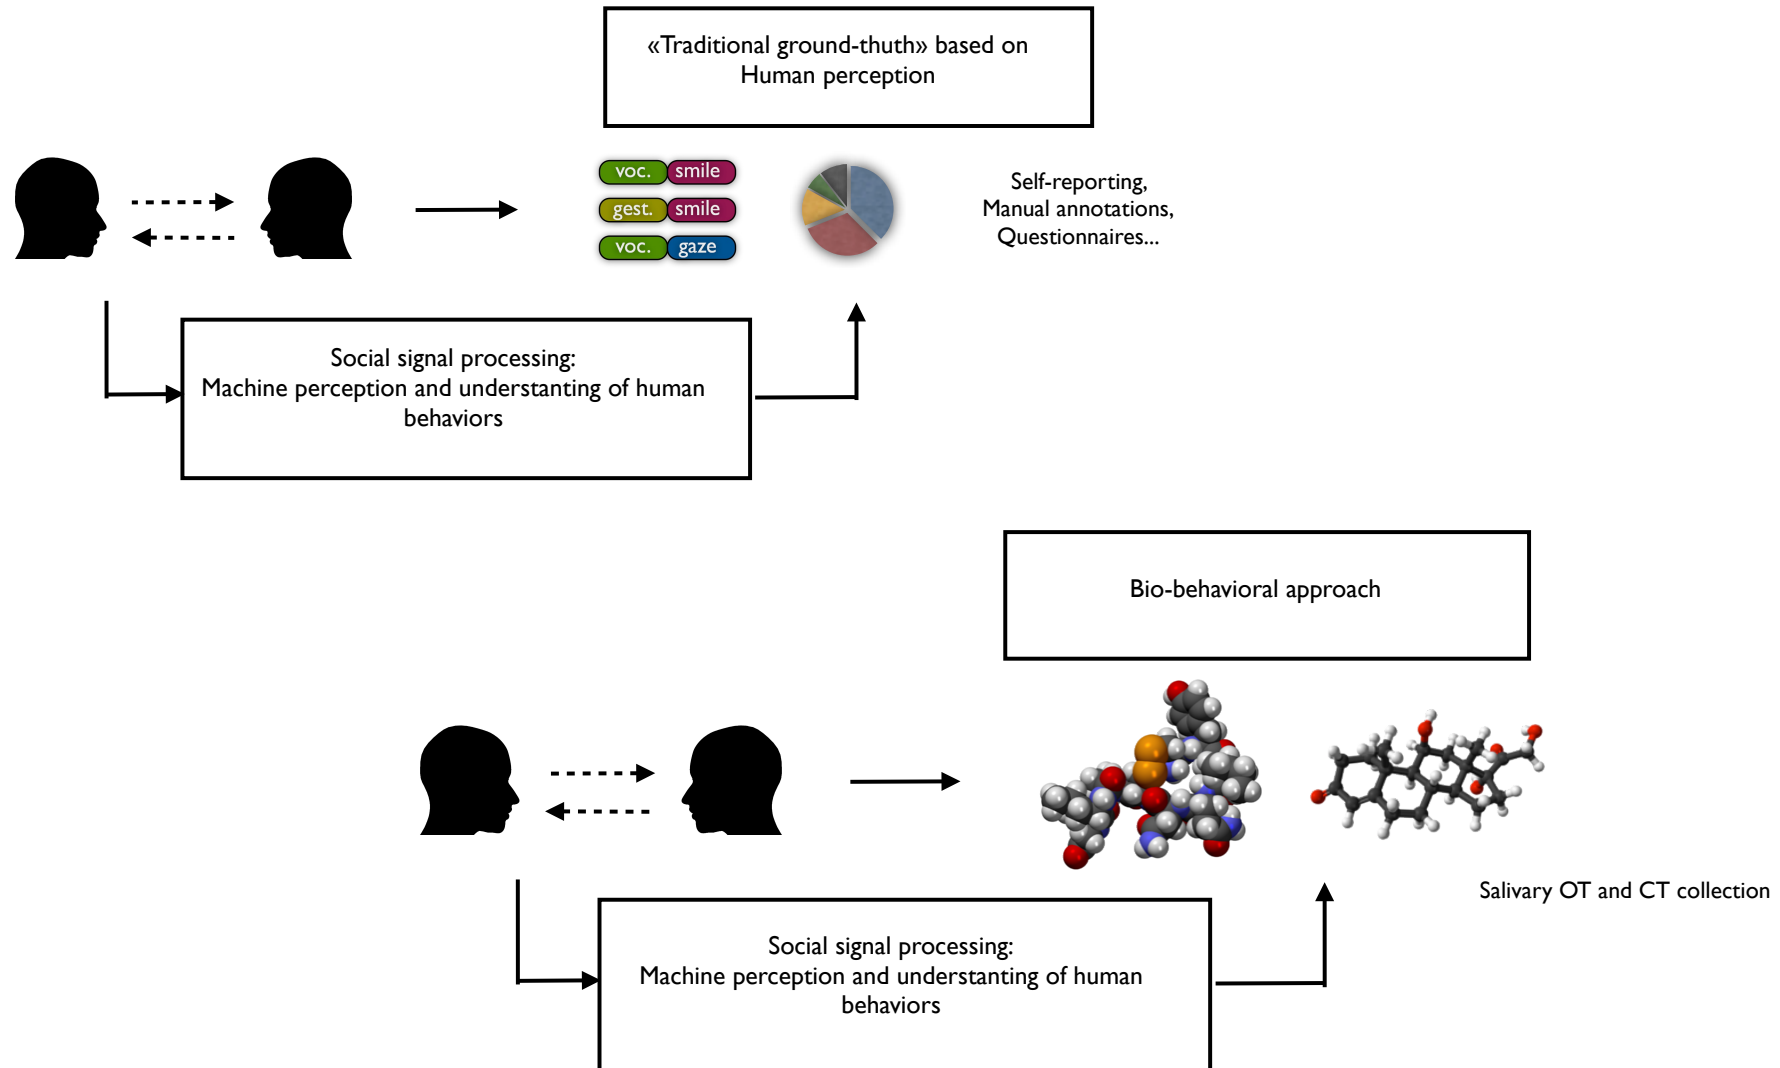 «Traditional ground-thuth» based on
Human perception
voc. smile
gest. smile
voc. gaze
Self-reporting,
Manual annotations,
Questionnaires...
Social signal processing:
Machine perception and understanting of human
behaviors
Bio-behavioral approach
Salivary OT and CT collection
Social signal processing:
Machine perception and understanting of human
behaviors